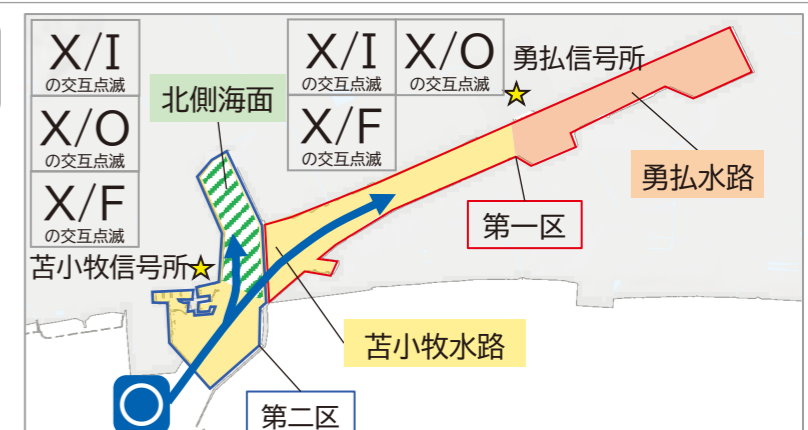 X/I
の交互点滅
X/O
の交互点滅
X/F
の交互点滅
北側海面
X/I
の交互点滅
X/O
の交互点滅
X/F
の交互点滅
勇払信号所
勇払水路
第一区
苫小牧信号所
苫小牧水路
第二区